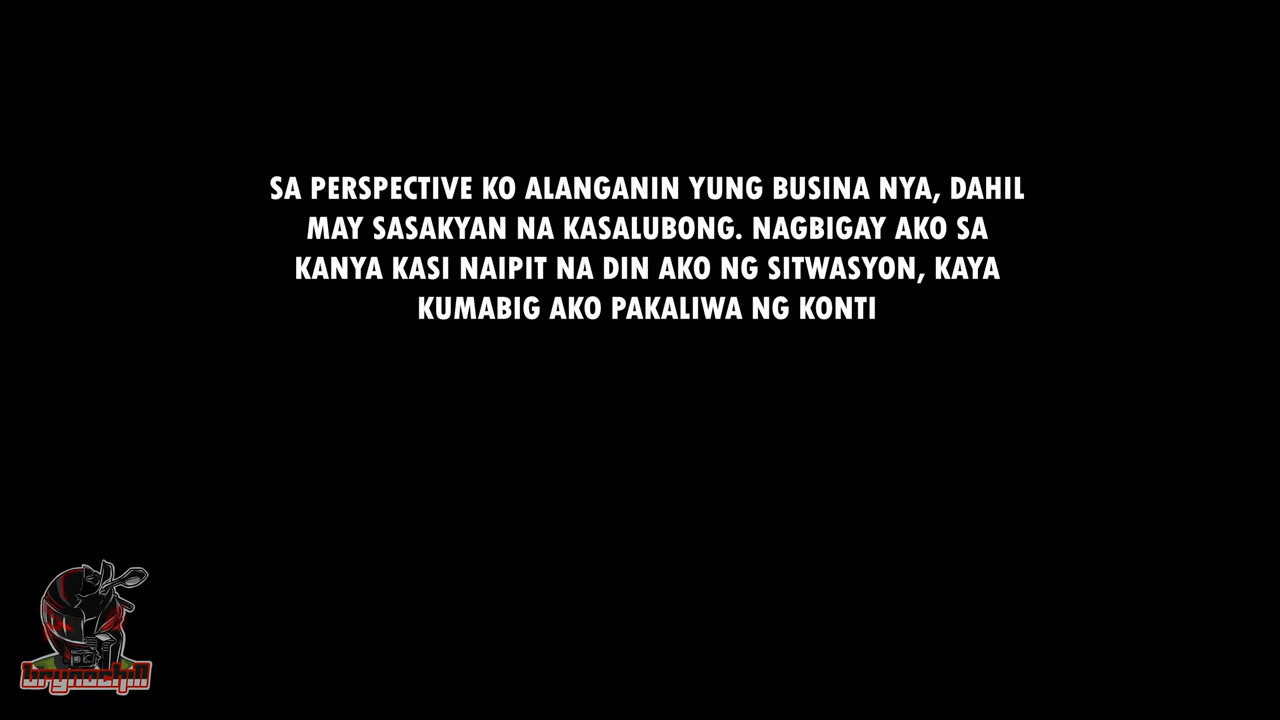 SA PERSPECTIVE KO ALANGANIN YUNG BUSINA NYA, DAHIL
MAY SASAKYAN NA KASALUBONG. NAGBIGAY AKO SA
KANYA KASI NAIPIT NA DIN AKO NG SITWASYON, KAYA
KUMABIG AKO PAKALIWA NG KONTI